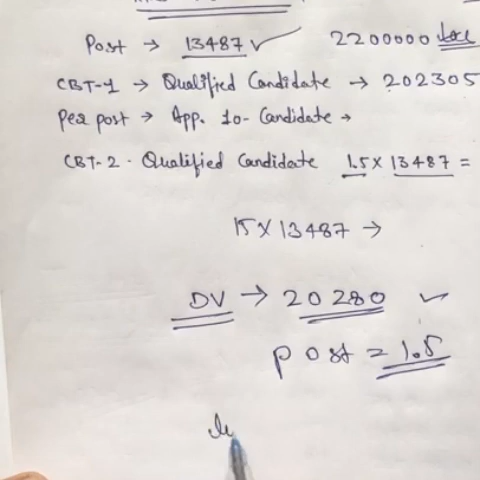 Post → 13487 ✓ 2200000
CBT-1 → Qualified Candidate → 202305
Per post → App. 10- Candidate →
CBT-2 - Qualified Candidate 1.5 X 13487 =
15 X 13487 →
DV → 20280 ✓
post = 1.5